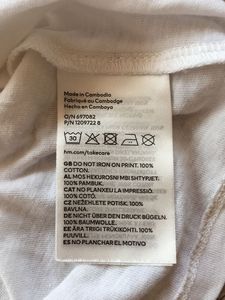 Made in Cambodia
Fabriqué au Cambodge
Hecho en Camboya
O/N 697082
P/N 1209722 8
30
hm.com/takecare
GB DO NOT IRON ON PRINT. 100%
COTTON.
AL MOS HEKUROSNI MBI SHTYPJET.
100% PAMBUK.
CAT NO PLANXEU LA IMPRESSIÓ.
100% COTÓ.
CZ NEŽEHLETE POTISK. 100%
BAVLNA.
DE NICHT ÜBER DEN DRUCK BÜGELN.
100% BAUMWOLLE.
EE ÄRA TRIIGI TRÜKIKOHTI. 100%
PUUVILL.
ES NO PLANCHAR EL MOTIVO